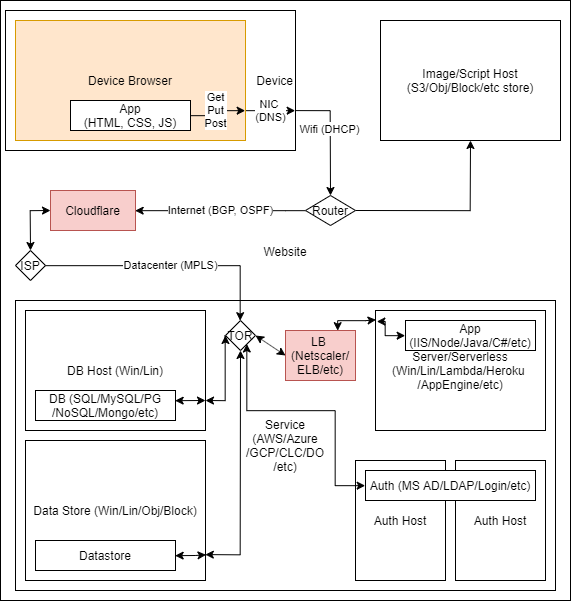 Device Browser
Device
App
(HTML, CSS, JS)
Get
Put
Post
NIC
(DNS)
Wifi (DHCP)
Image/Script Host
(S3/Obj/Block/etc store)
Cloudflare
Internet (BGP, OSPF)
Router
Website
ISP
Datacenter (MPLS)
TOR
DB Host (Win/Lin)
DB (SQL/MySQL/PG
/NoSQL/Mongo/etc)
LB
(Netscaler/
ELB/etc)
App
(IIS/Node/Java/C#/etc)
Server/Serverless
(Win/Lin/Lambda/Heroku
/AppEngine/etc)
Service
(AWS/Azure
/GCP/CLC/DO
/etc)
Data Store (Win/Lin/Obj/Block)
Datastore
Auth (MS AD/LDAP/Login/etc)
Auth Host
Auth Host